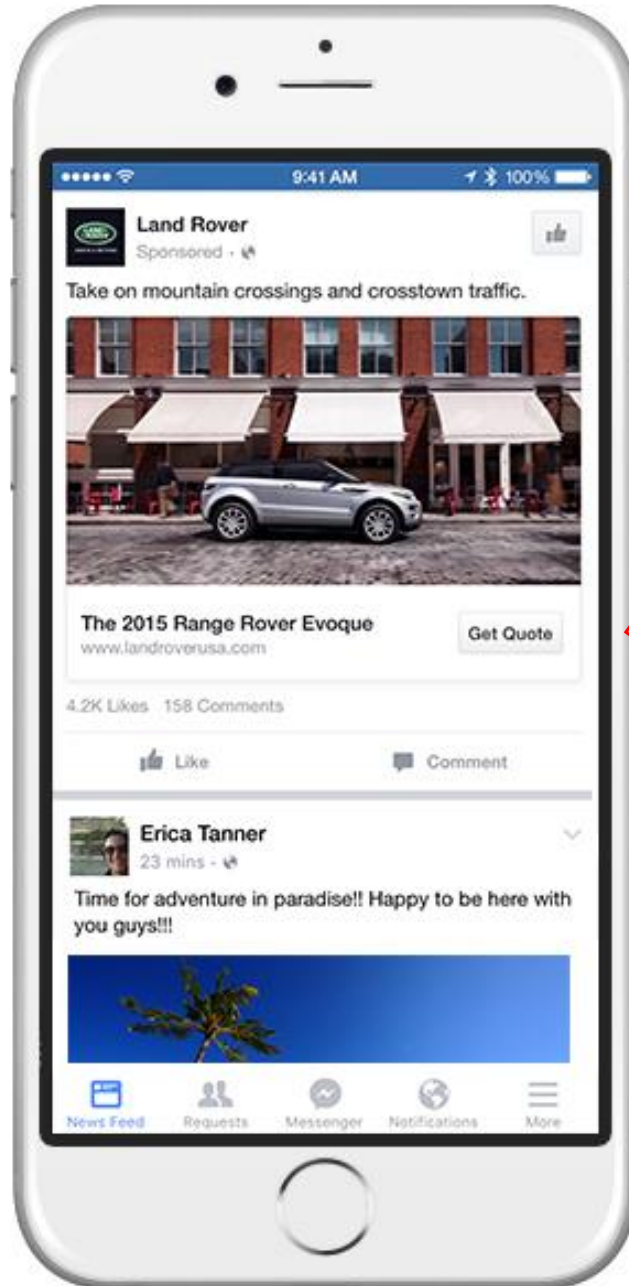 9:41 AM
100%
LAND
ROVER
Land Rover
Sponsored
Take on mountain crossings and crosstown traffic.
The 2015 Range Rover Evoque
www.landroverusa.com
Get Quote
4.2K Likes 158 Comments
Like
Comment
Erica Tanner
23 mins
Time for adventure in paradise!! Happy to be here with
you guys!!!
News Feed
Requests
Messenger
Notifications
More